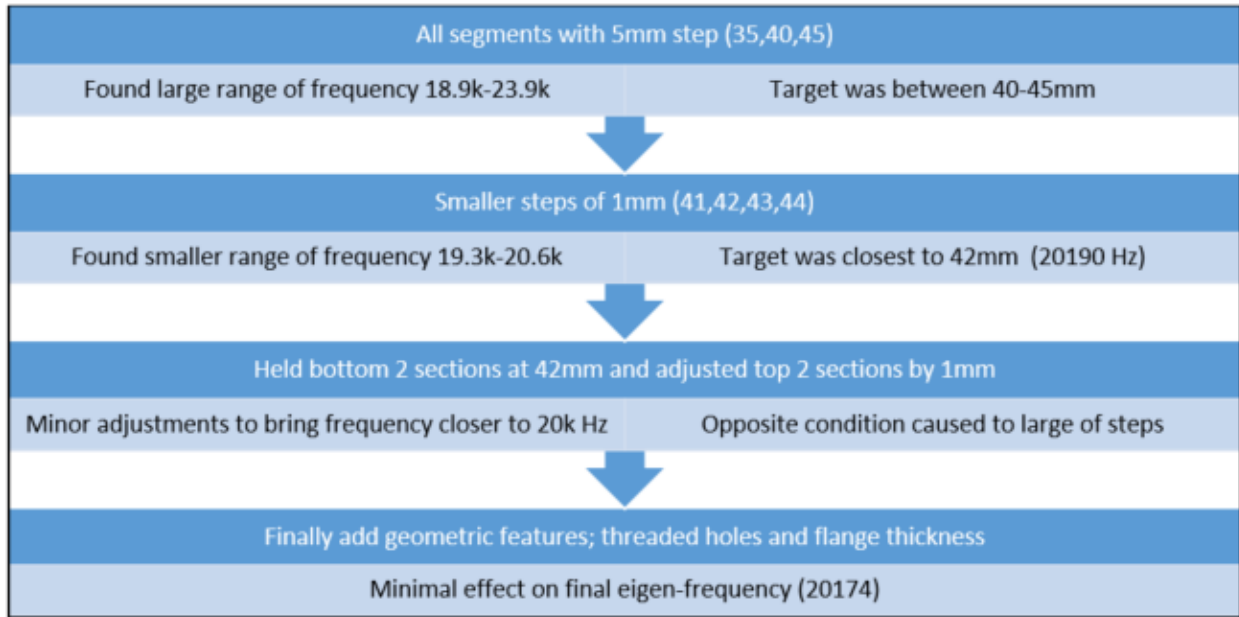 All segments with 5mm step (35,40,45)
Found large range of frequency 18.9k-23.9k
Target was between 40-45mm
Smaller steps of 1mm (41,42,43,44)
Found smaller range of frequency 19.3k-20.6k
Target was closest to 42mm (20190 Hz)
Held bottom 2 sections at 42mm and adjusted top 2 sections by 1mm
Minor adjustments to bring frequency closer to 20k Hz
Opposite condition caused to large of steps
Finally add geometric features; threaded holes and flange thickness
Minimal effect on final eigen-frequency (20174)